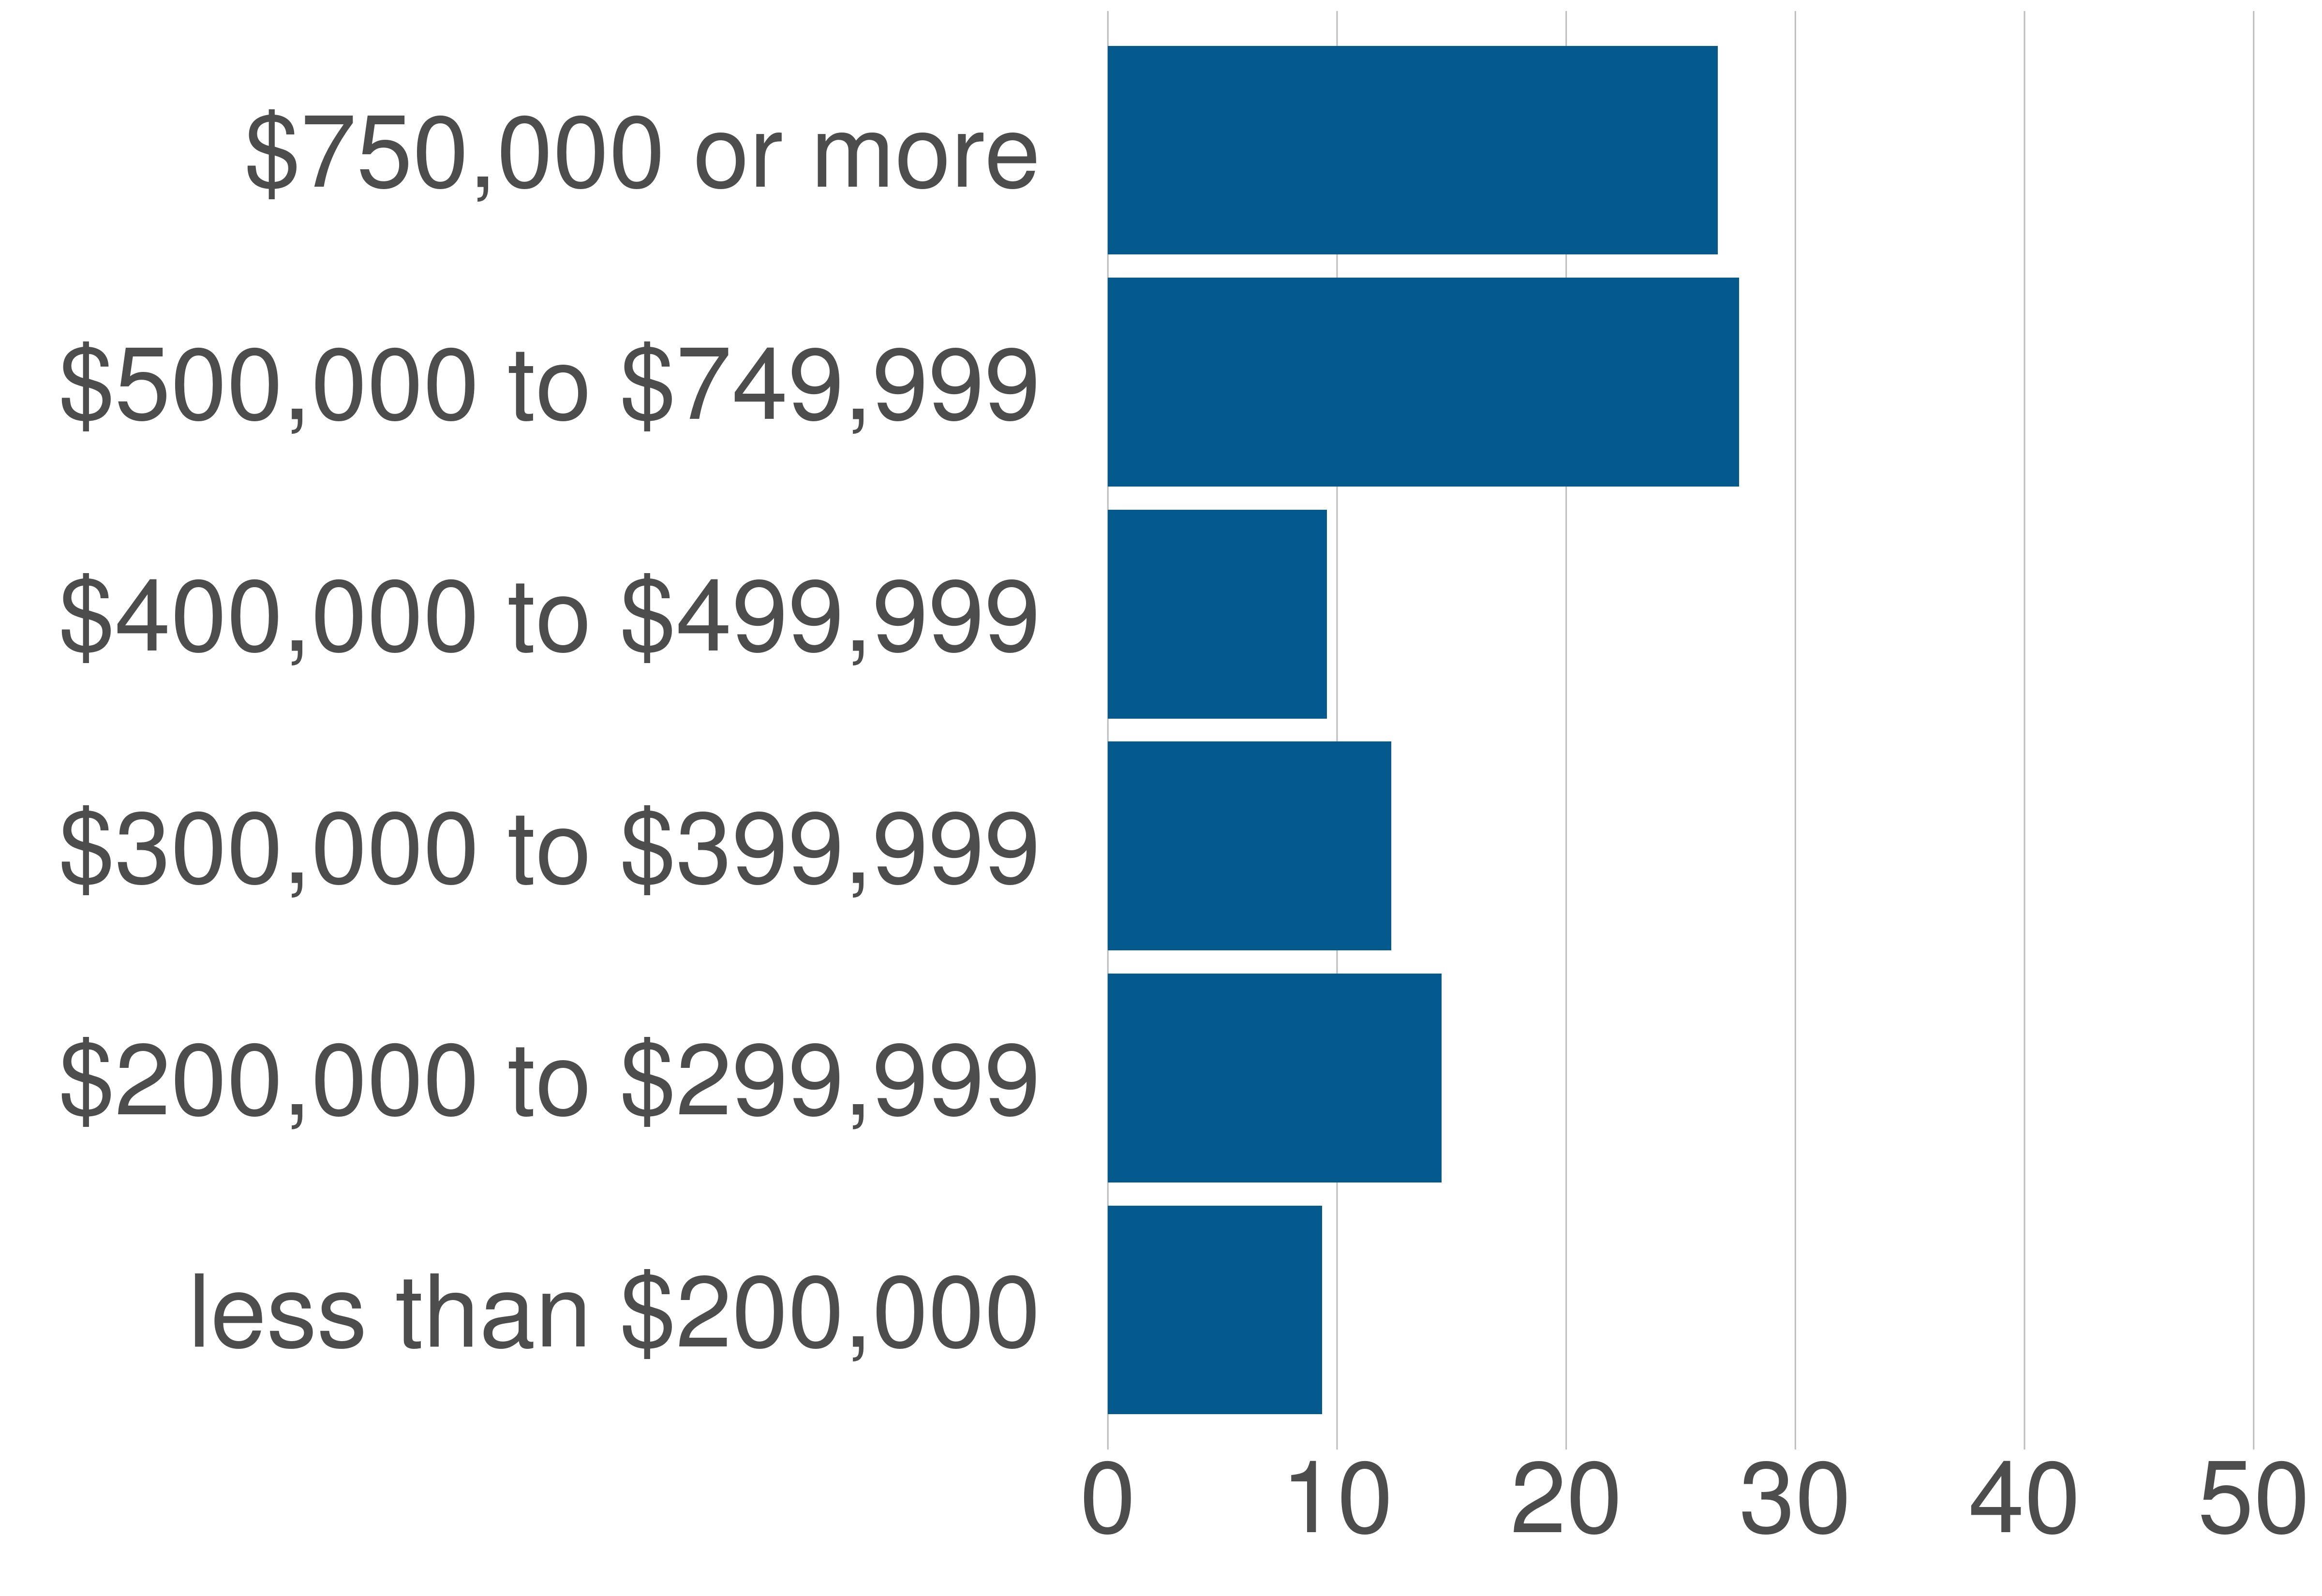 $750,000 or more
$500,000 to $749,999
$400,000 to $499,999
$300,000 to $399,999
$200,000 to $299,999
less than $200,000
0 10 20 30 40 50